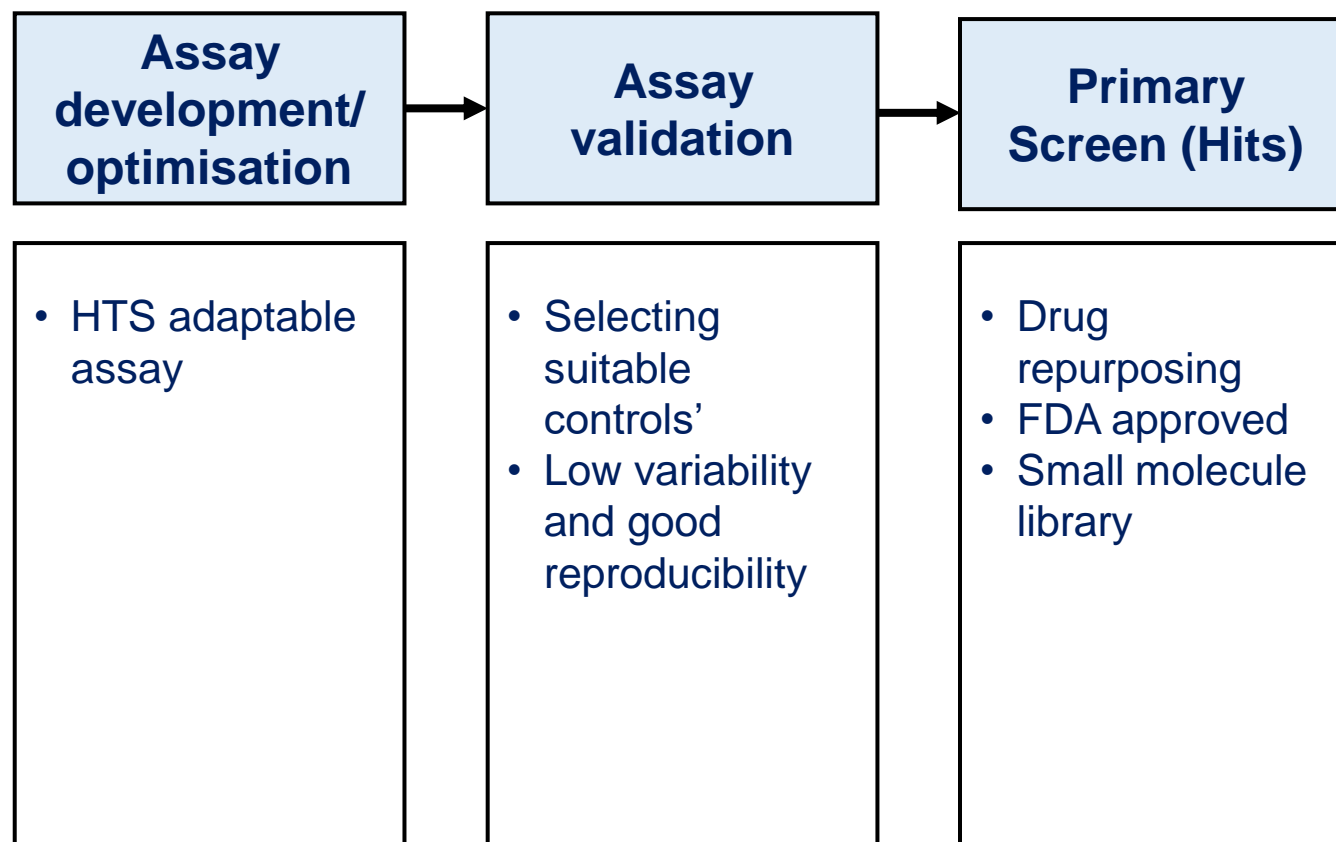 Assay
development/
optimisation
Assay
validation
Primary
Screen (Hits)
• HTS adaptable
assay
• Selecting
suitable
controls’
• Low variability
and good
reproducibility
• Drug
repurposing
• FDA approved
• Small molecule
library